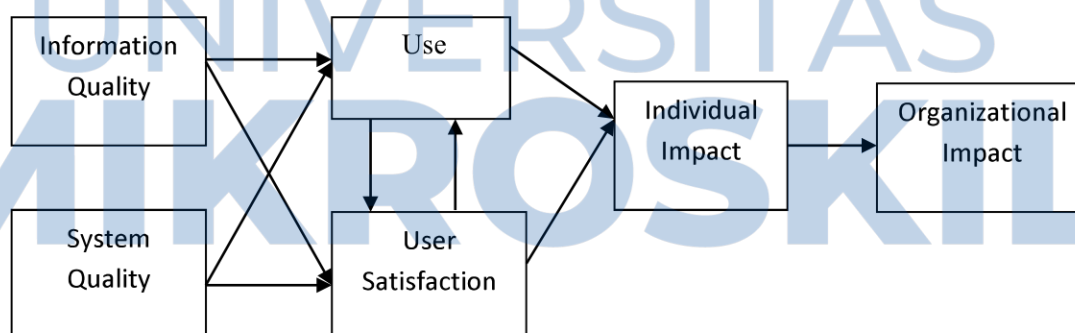 UNIVERSITAS
MIKROSKIL
Information
Quality
Use
Individual
Impact
Organizational
Impact
System
Quality
User
Satisfaction